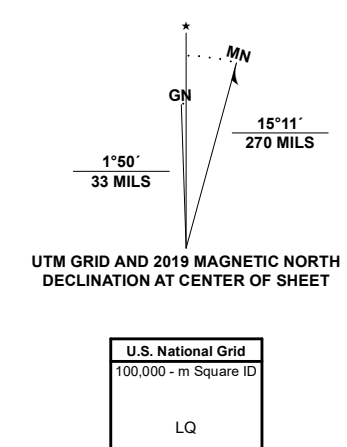 ★
MN
GN
15°11´
270 MILS
1°50´
33 MILS
UTM GRID AND 2019 MAGNETIC NORTH
DECLINATION AT CENTER OF SHEET
U.S. National Grid
100,000 - m Square ID
LQ